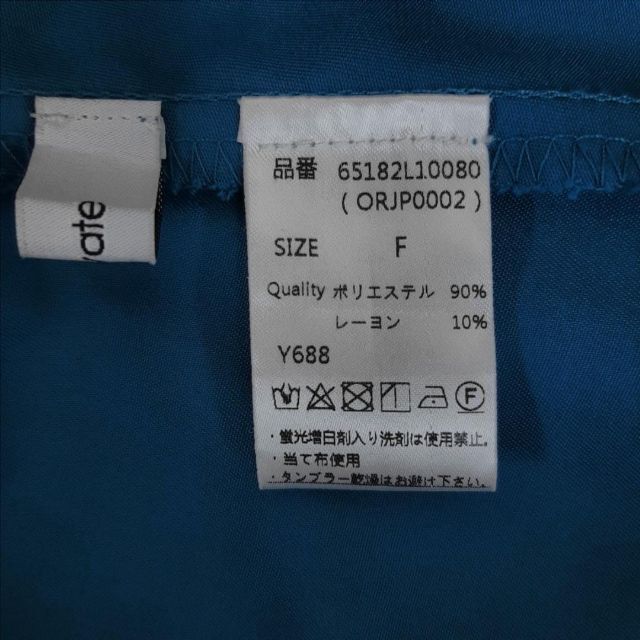 vate
品番 65182L10080
( ORJP0002 )
SIZE F
Quality ポリエステル 90%
レーヨン 10%
Y688
F
・蛍光増白剤入り洗剤は使用禁止。
・当て布使用
・タンブラー乾燥はお避け下さい。